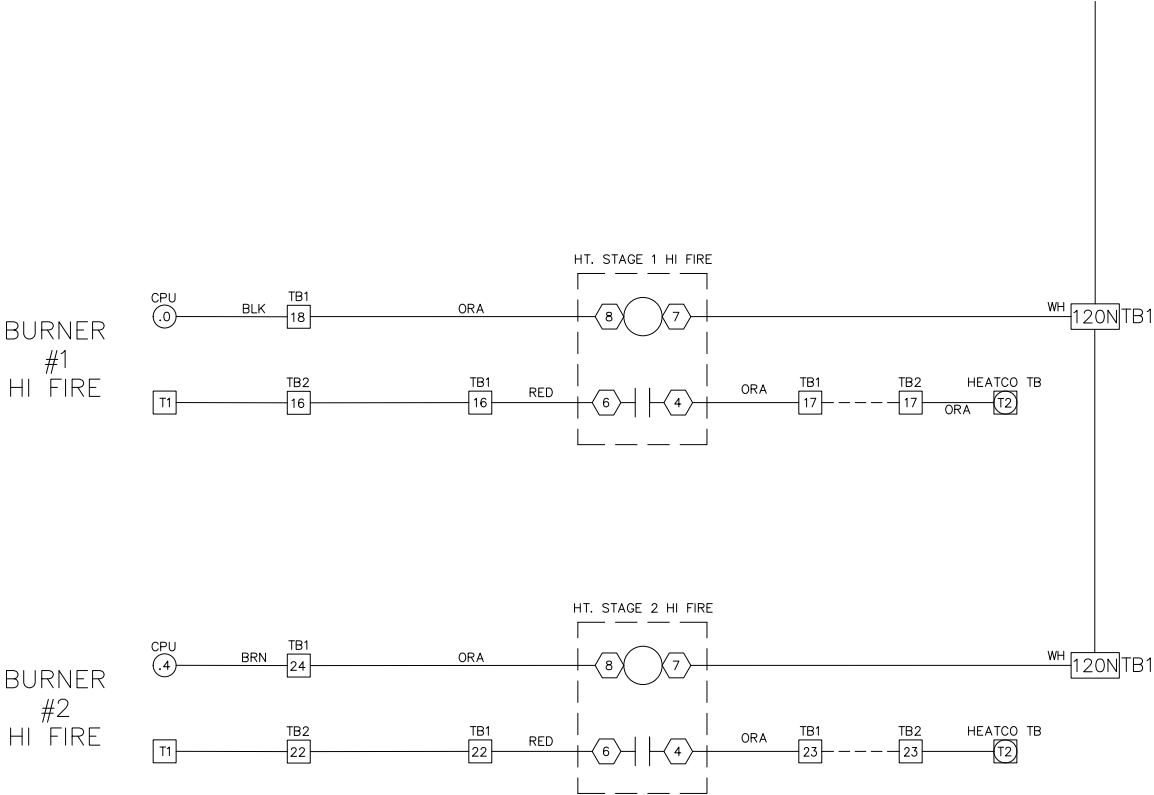 HT. STAGE 1 HI FIRE
CPU
.0
BLK
TB1
18
ORA
8
7
WH
120N
TB1
BURNER
#1
HI FIRE
T1
TB2
16
TB1
16
RED
6
4
ORA
TB1
17
TB2
17
ORA
HEATCO TB
T2
HT. STAGE 2 HI FIRE
CPU
.4
BRN
TB1
24
ORA
8
7
WH
120N
TB1
BURNER
#2
HI FIRE
T1
TB2
22
TB1
22
RED
6
4
ORA
TB1
23
TB2
23
HEATCO TB
T2